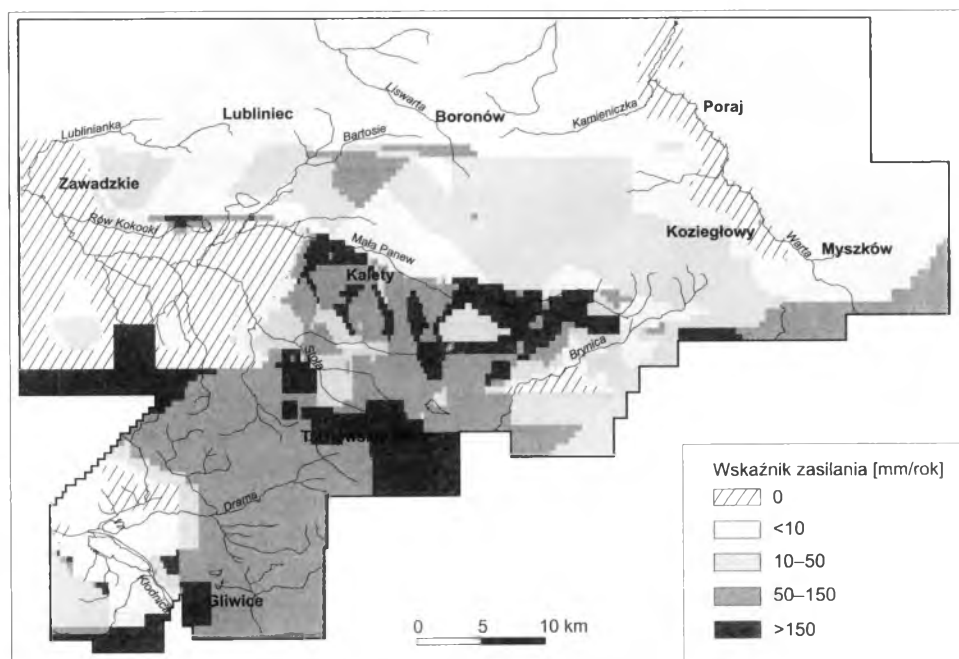 Poraj
Liswarta
Lubliniec
Boronów
Kamieniczka
Lublinianka
Bartosie
Zawadzkie
Rów Kokocki
Koziegłowy
Mała Panew
Warta
Myszków
Kalety
Stoła
Brynica
Drama
Kłodnica
Gliwice
0 5 10 km
Wskaźnik zasilania [mm/rok]
0
<10
10–50
50–150
>150